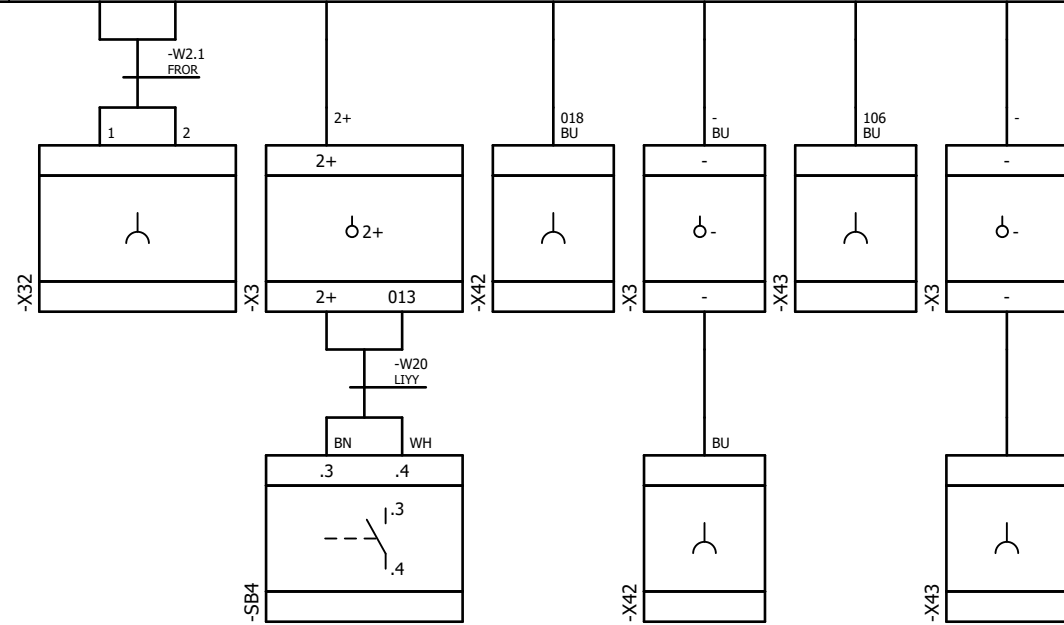 -W2.1
FROR
1
2
2+
018
BU
-
BU
106
BU
-
2+
-
-
-X32
-X3
2+
-X42
-X3
-
-X43
-X3
-
2+
013
-
-
-W20
LIYY
BN
WH
BU
.3
.4
.3
.4
-SB4
-X42
-X43